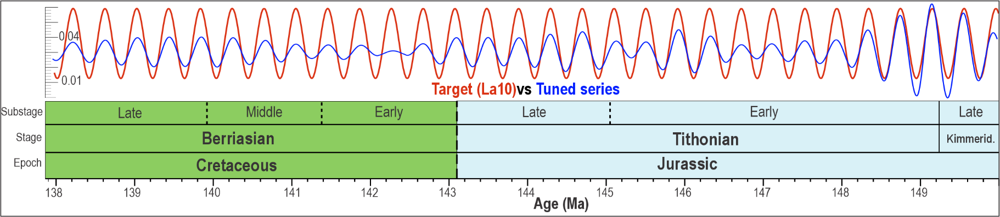 0.04
0.01
Target (La10)vs Tuned series
Substage Late Middle Early Late Early Late
Stage Berriasian Tithonian Kimmerid.
Epoch Cretaceous Jurassic
138 139 140 141 142 143 144 145 146 147 148 149
Age (Ma)